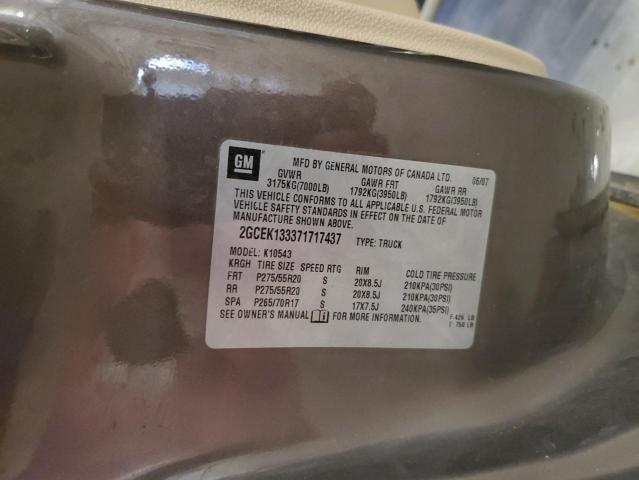 GM
MFD BY GENERAL MOTORS OF CANADA LTD. 06/07
GVWR GAWR FRT GAWR RR
3175KG(7000LB) 1792KG(3950LB) 1792KG(3950LB)
THIS VEHICLE CONFORMS TO ALL APPLICABLE U.S. FEDERAL MOTOR
VEHICLE SAFETY STANDARDS IN EFFECT ON THE DATE OF
MANUFACTURE SHOWN ABOVE.
2GCEK133371717437 TYPE: TRUCK
MODEL: K10543
KRGH TIRE SIZE SPEED RTG RIM COLD TIRE PRESSURE
FRT P275/55R20 S 20X8.5J 210KPA(30PSI)
RR P275/55R20 S 20X8.5J 210KPA(30PSI)
SPA P265/70R17 S 17X7.5J 240KPA(35PSI)
SEE OWNER'S MANUAL FOR MORE INFORMATION. F 426 LB
T 750 LB